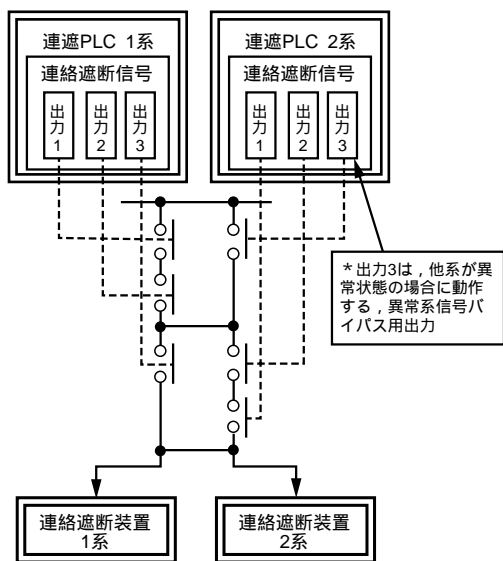 連遮PLC 1系
連絡遮断信号
出力1
出力2
出力3
連遮PLC 2系
連絡遮断信号
出力1
出力2
出力3
＊出力3は，他系が異
常状態の場合に動作
する，異常系信号バ
イパス用出力
連絡遮断装置
1系
連絡遮断装置
2系